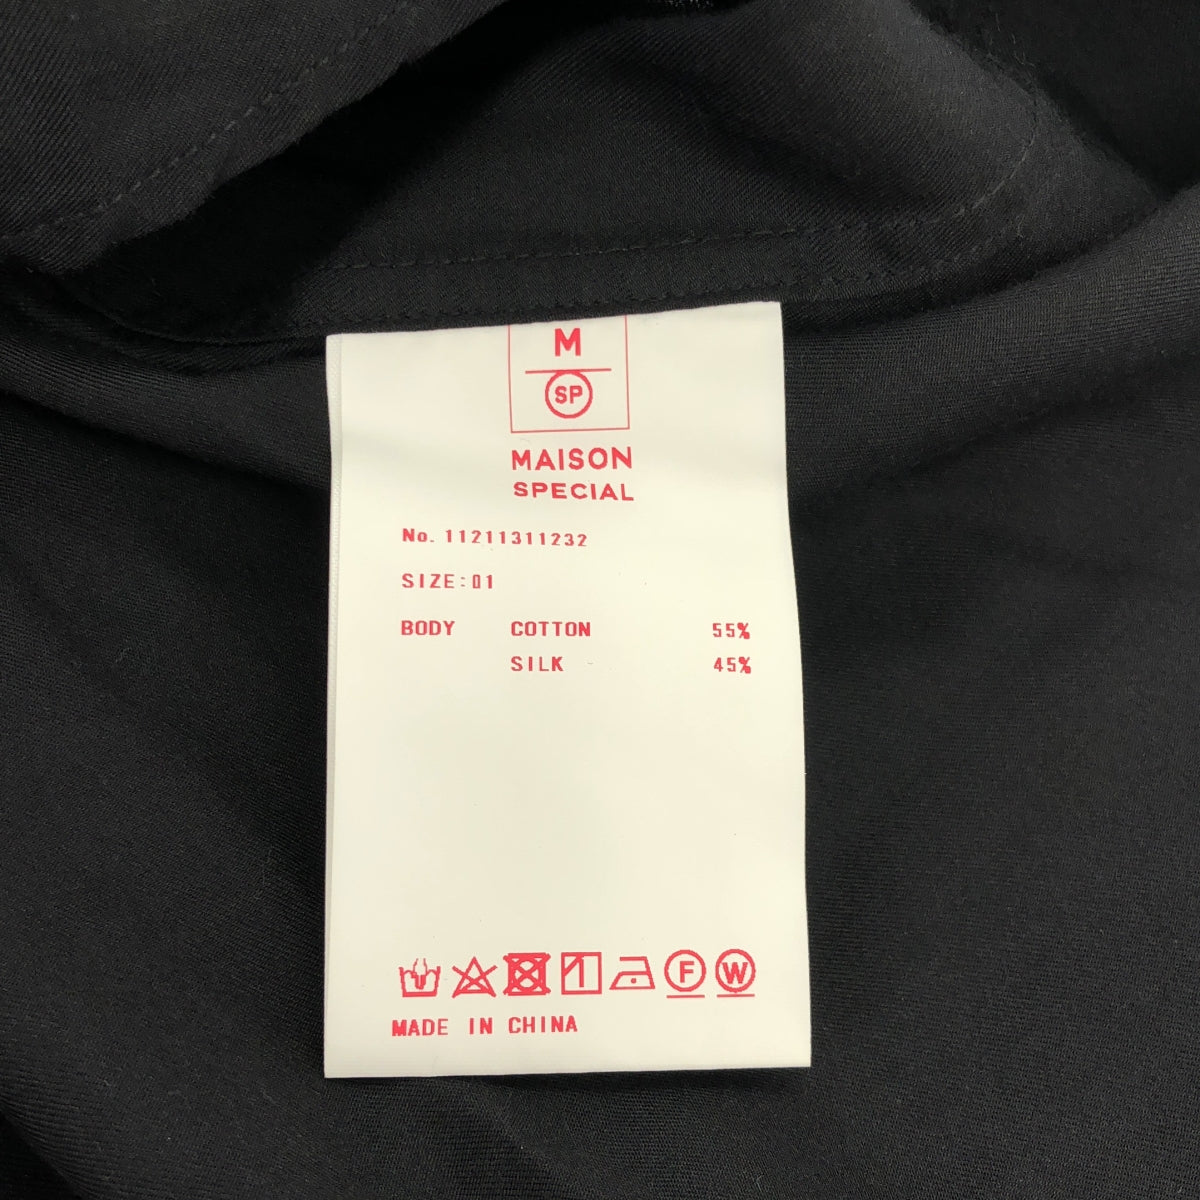 M
SP
MAISON
SPECIAL
No. 11211311232
SIZE:01
BODY COTTON 55%
SILK 45%
F W
MADE IN CHINA